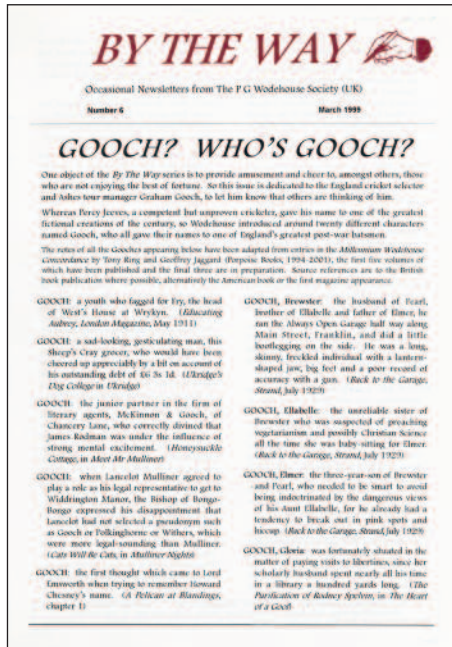 BY THE WAY
Occasional Newsletters from The P G Wodehouse Society (UK)
Number 6 March 1999
GOOCH? WHO'S GOOCH?
One object of the By The Way series is to provide amusement and cheer to, amongst others, those
who are not enjoying the best of fortune. So this issue is dedicated to the England cricket selector
and Ashes tour manager Graham Gooch, to let him know that others are thinking of him.
Whereas Percy Jeeves, a competent but unproven cricketer, gave his name to one of the greatest
fictional creations of the century, so Wodehouse introduced around twenty different characters
named Gooch, who all gave their names to one of England's greatest post-war batsmen.
The notes of all the Gooches appearing below have been adapted from entries in the Millennium Wodehouse
Concordance by Tony Ring and Geoffrey Jaggard (Porpoise Books, 1994-2001), the first five volumes of
which have been published and the final three are in preparation. Source references are to the British
book publication where possible, alternatively the American book or the first magazine appearance.
GOOCH: a youth who fagged for Fry, the head
of West's House at Wrykyn. (Educating
Aubrey, London Magazine, May 1911)
GOOCH: a sad-looking, gesticulating man, this
Sheep's Cray grocer, who would have been
cheered up appreciably by a bit on account of
his outstanding debt of £6 3s 1d. (Ukridge's
Dog College in Ukridge)
GOOCH: the junior partner in the firm of
literary agents, McKinnon & Gooch, of
Chancery Lane, who correctly divined that
James Rodman was under the influence of
strong mental excitement. (Honeysuckle
Cottage, in Meet Mr Mulliner)
GOOCH: when Lancelot Mulliner agreed to
play a role as his legal representative to get to
Widdrington Manor, the Bishop of Bongo-
Bongo expressed his disappointment that
Lancelot had not selected a pseudonym such
as Gooch or Polkinghorne or Withers,
which were more legal-sounding than Mulliner.
(Cats Will Be Cats, in Mulliner Nights)
GOOCH: the first thought which came to Lord
Emsworth when trying to remember Howard
Chesney's name. (A Pelican at Blandings,
chapter 1)
GOOCH, Brewster: the husband of Pearl,
brother of Ellabelle and father of Elmer, he
ran the Always Open Garage half way along
Main Street, Franklin, and did a little
bootlegging on the side. He was a long,
skinny, freckled individual with a lantern-
shaped jaw, big feet and a poor record of
accuracy with a gun. (Back to the Garage,
Strand, July 1929)
GOOCH, Ellabelle: the unreliable sister of
Brewster who was suspected of preaching
vegetarianism and possibly Christian Science
all the time she was baby-sitting for Elmer.
(Back to the Garage, Strand, July 1929)
GOOCH, Elmer: the three-year-son of Brewster
and Pearl, who needed to be smart to avoid
being indoctrinated by the dangerous views
of his Aunt Ellabelle, for he already had a
tendency to break out in pink spots and
hiccup. (Back to the Garage, Strand, July 1929)
GOOCH, Gloria: was fortunately situated in the
matter of paying visits to libertines, since her
scholarly husband spent nearly all his time
in a library a hundred yards long. (The
Purification of Rodney Spelvin, in The Heart
of a Goof)